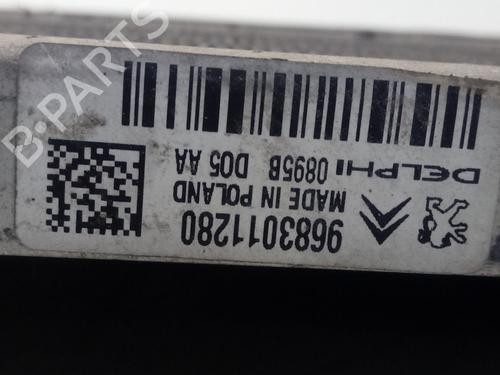 DELPHI 0895B D05 AA
MADE IN POLAND
9683011280
B-PARTS